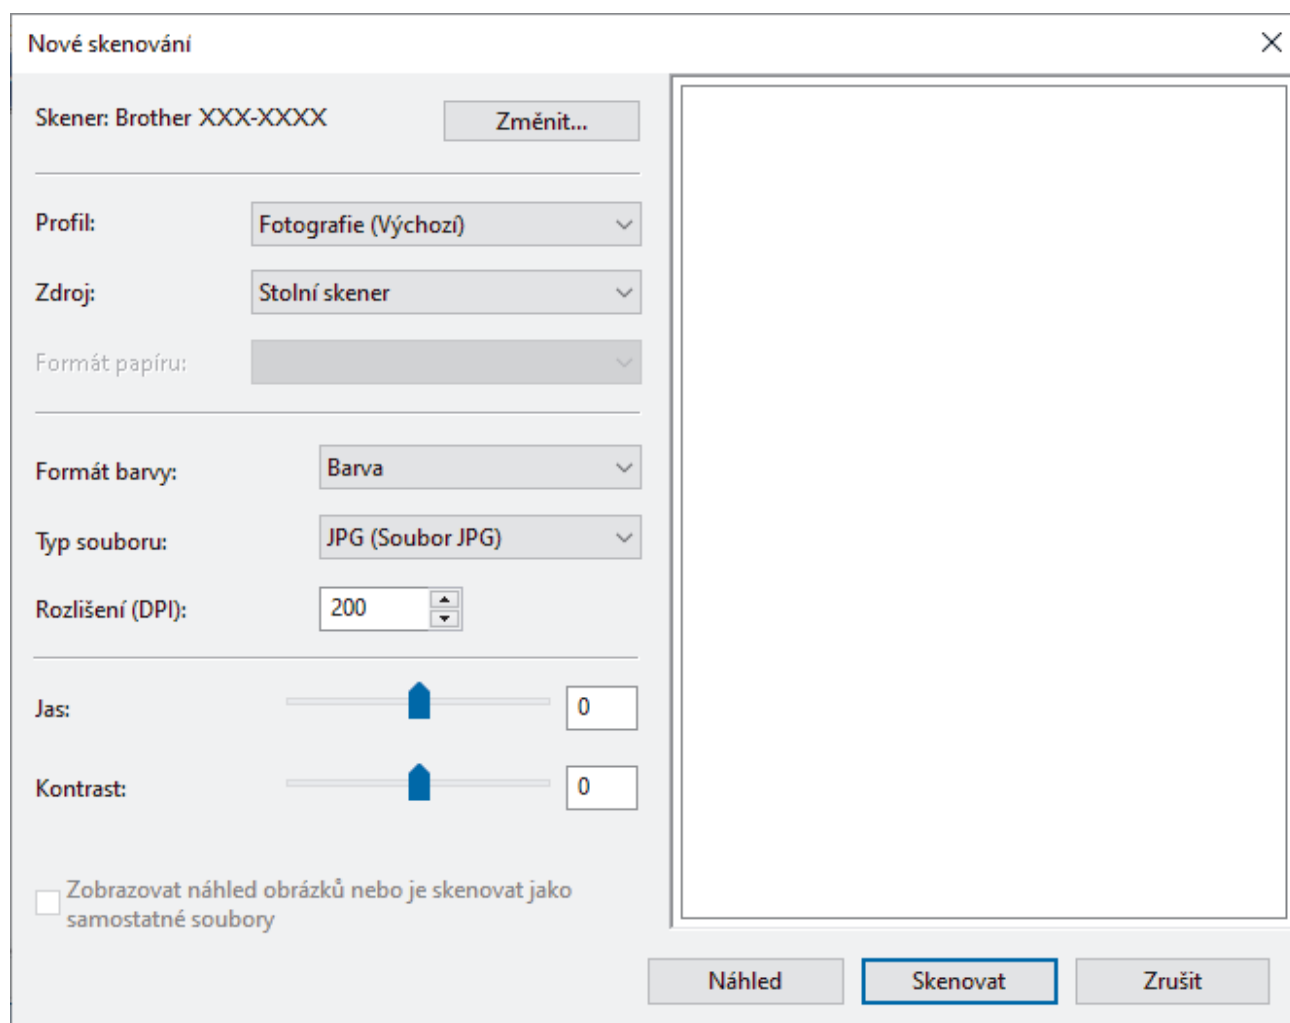 Nové skenování
Skener: Brother XXX-XXXX
Změnit...
Profil:
Fotografie (Výchozí)
Zdroj:
Stolní skener
Formát papíru:
Formát barvy:
Barva
Typ souboru:
JPG (Soubor JPG)
Rozlišení (DPI):
200
Jas:
0
Kontrast:
0
Zobrazovat náhled obrázků nebo je skenovat jako
samostatné soubory
Náhled
Skenovat
Zrušit